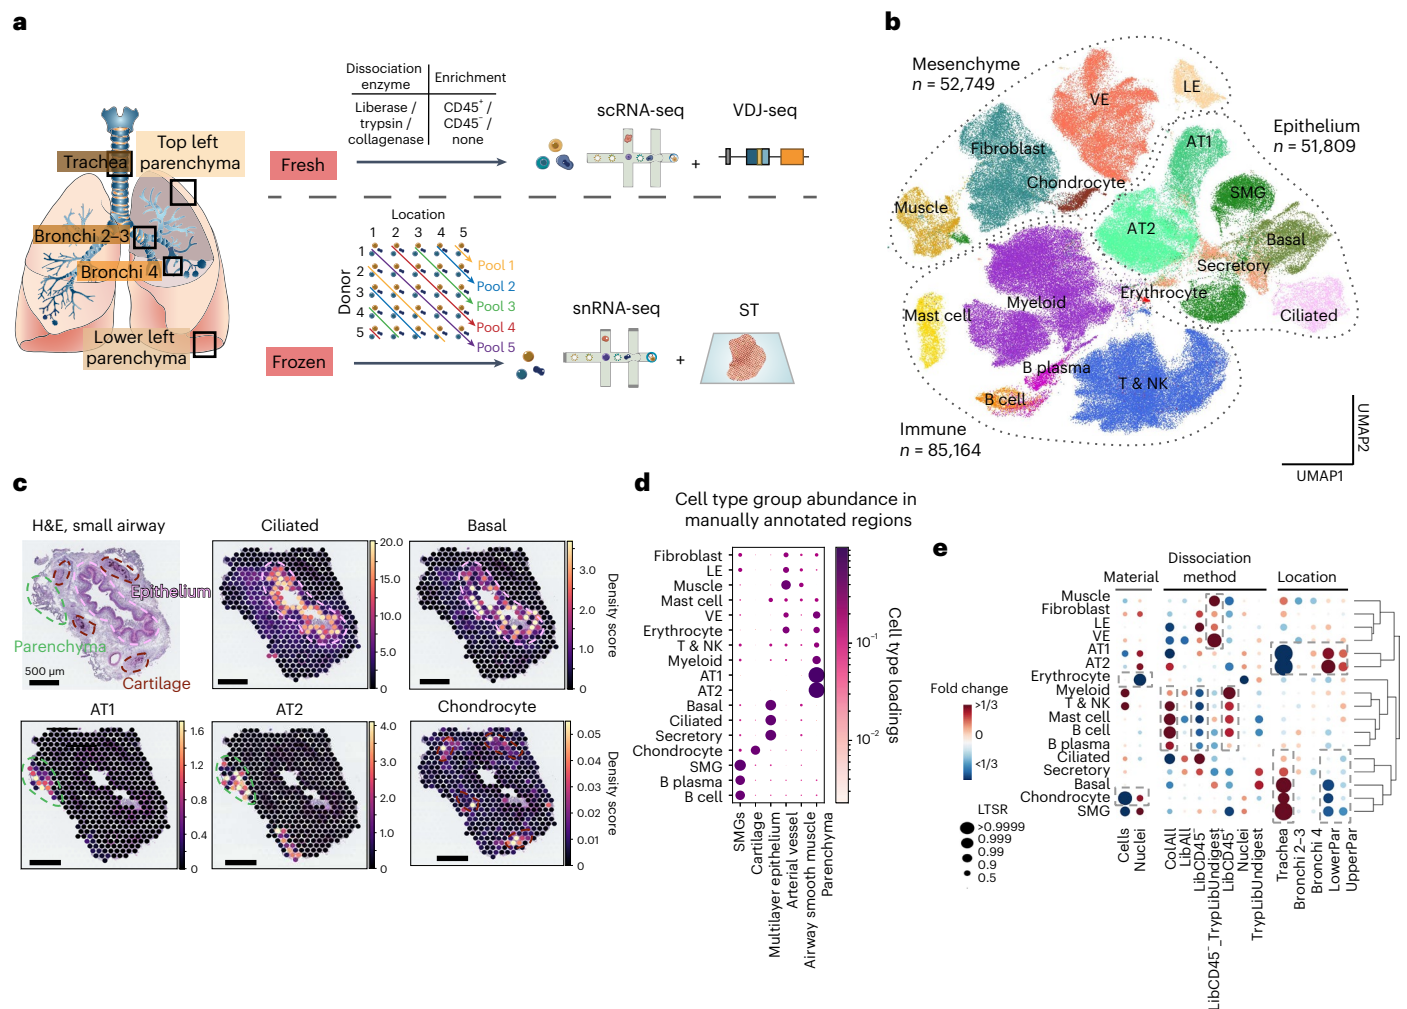 a
Trachea
Top left
parenchyma
Bronchi 2–3
Bronchi 4
Lower left
parenchyma
Fresh
Dissociation
enzyme
Enrichment
Liberase /
trypsin /
collagenase
CD45⁺ /
CD45⁻ /
none
scRNA-seq
VDJ-seq
+
Location
1 2 3 4 5
Donor
1
2
3
4
5
Pool 1
Pool 2
Pool 3
Pool 4
Pool 5
Frozen
snRNA-seq
ST
+
b
Mesenchyme
n = 52,749
VE
LE
Epithelium
n = 51,809
Fibroblast
AT1
Chondrocyte
SMG
Muscle
AT2
Basal
Secretory
Myeloid
Erythrocyte
Mast cell
Ciliated
B plasma
T & NK
B cell
Immune
n = 85,164
UMAP2
UMAP1
c
H&E, small airway
Epithelium
Parenchyma
500 µm
Cartilage
Ciliated
20.0
15.0
10.0
5.0
0
Basal
3.0
2.0
1.0
0
Density score
AT1
1.6
1.2
0.8
0.4
0
AT2
4.0
3.0
2.0
1.0
0
Chondrocyte
0.05
0.04
0.03
0.02
0.01
0
Density score
d
Cell type group abundance in
manually annotated regions
Fibroblast
LE
Muscle
Mast cell
VE
Erythrocyte
T & NK
Myeloid
AT1
AT2
Basal
Ciliated
Secretory
Chondrocyte
SMG
B plasma
B cell
SMGs
Cartilage
Multilayer epithelium
Arterial vessel
Airway smooth muscle
Parenchyma
10⁻¹
10⁻²
Cell type loadings
e
Material
Dissociation
method
Location
Muscle
Fibroblast
LE
VE
AT1
AT2
Erythrocyte
Myeloid
T & NK
Mast cell
B cell
B plasma
Ciliated
Secretory
Basal
Chondrocyte
SMG
Fold change
>1/3
0
<1/3
LTSR
>0.9999
0.999
0.99
0.9
0.5
Cells
Nuclei
ColAll
LibAll
LibCD45⁻
LibCD45⁻_TrypLibUndigest
LibCD45⁺
Nuclei
TrypLibUndigest
Trachea
Bronchi 2–3
Bronchi 4
LowerPar
UpperPar